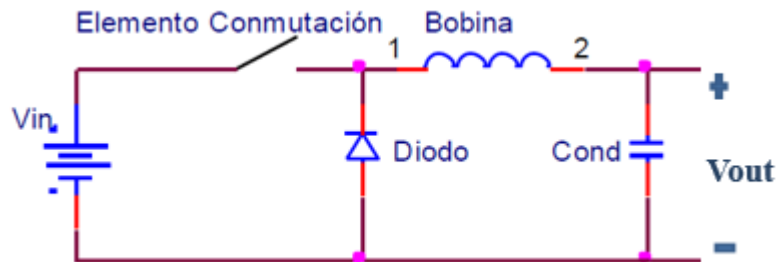 Elemento Conmutación
Bobina
1
2
Vin
Diodo
Cond
+
Vout
-